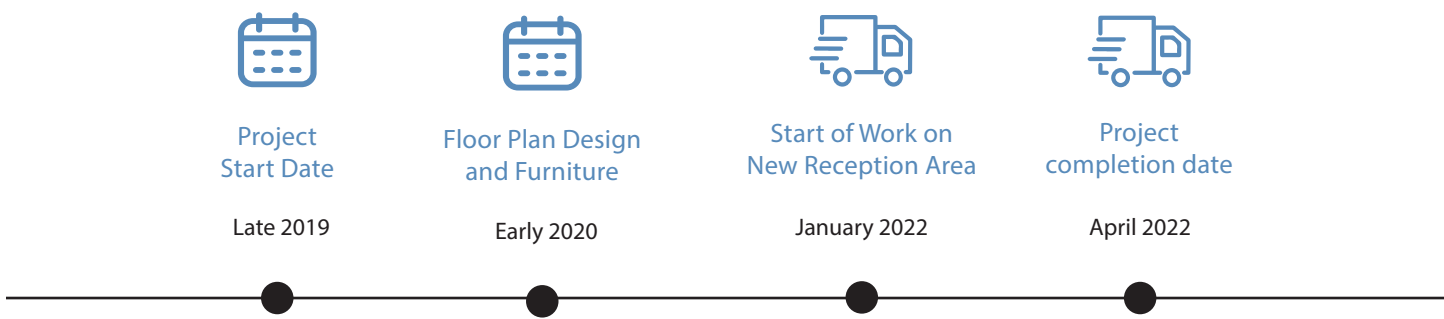 Project
Start Date
Late 2019
Floor Plan Design
and Furniture
Early 2020
Start of Work on
New Reception Area
January 2022
Project
completion date
April 2022